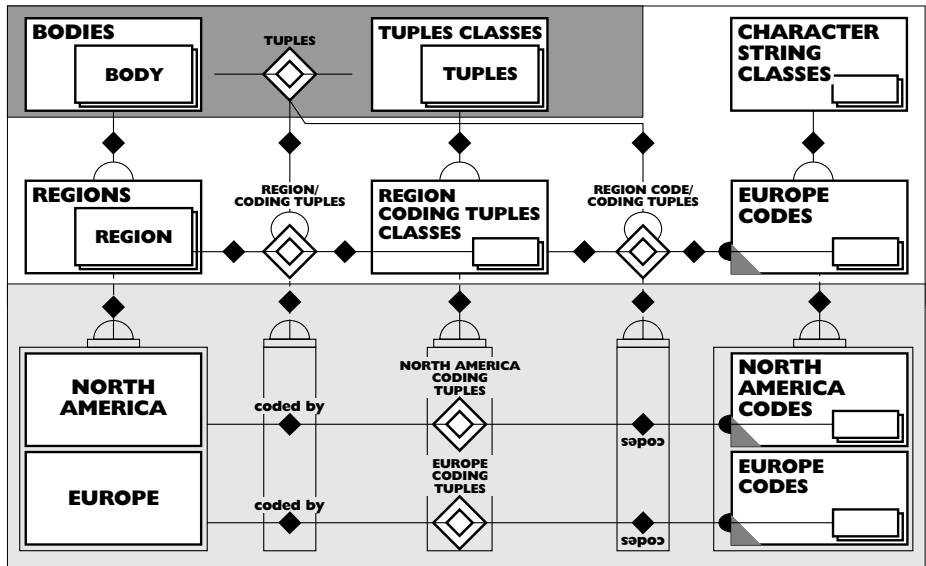 BODIES
BODY
TUPLES
TUPLES CLASSES
TUPLES
CHARACTER
STRING
CLASSES
REGIONS
REGION
REGION/
CODING TUPLES
REGION
CODING TUPLES
CLASSES
REGION CODE/
CODING TUPLES
EUROPE
CODES
NORTH
AMERICA
coded by
NORTH AMERICA
CODING
TUPLES
codes
NORTH
AMERICA
CODES
EUROPE
coded by
EUROPE
CODING
TUPLES
codes
EUROPE
CODES